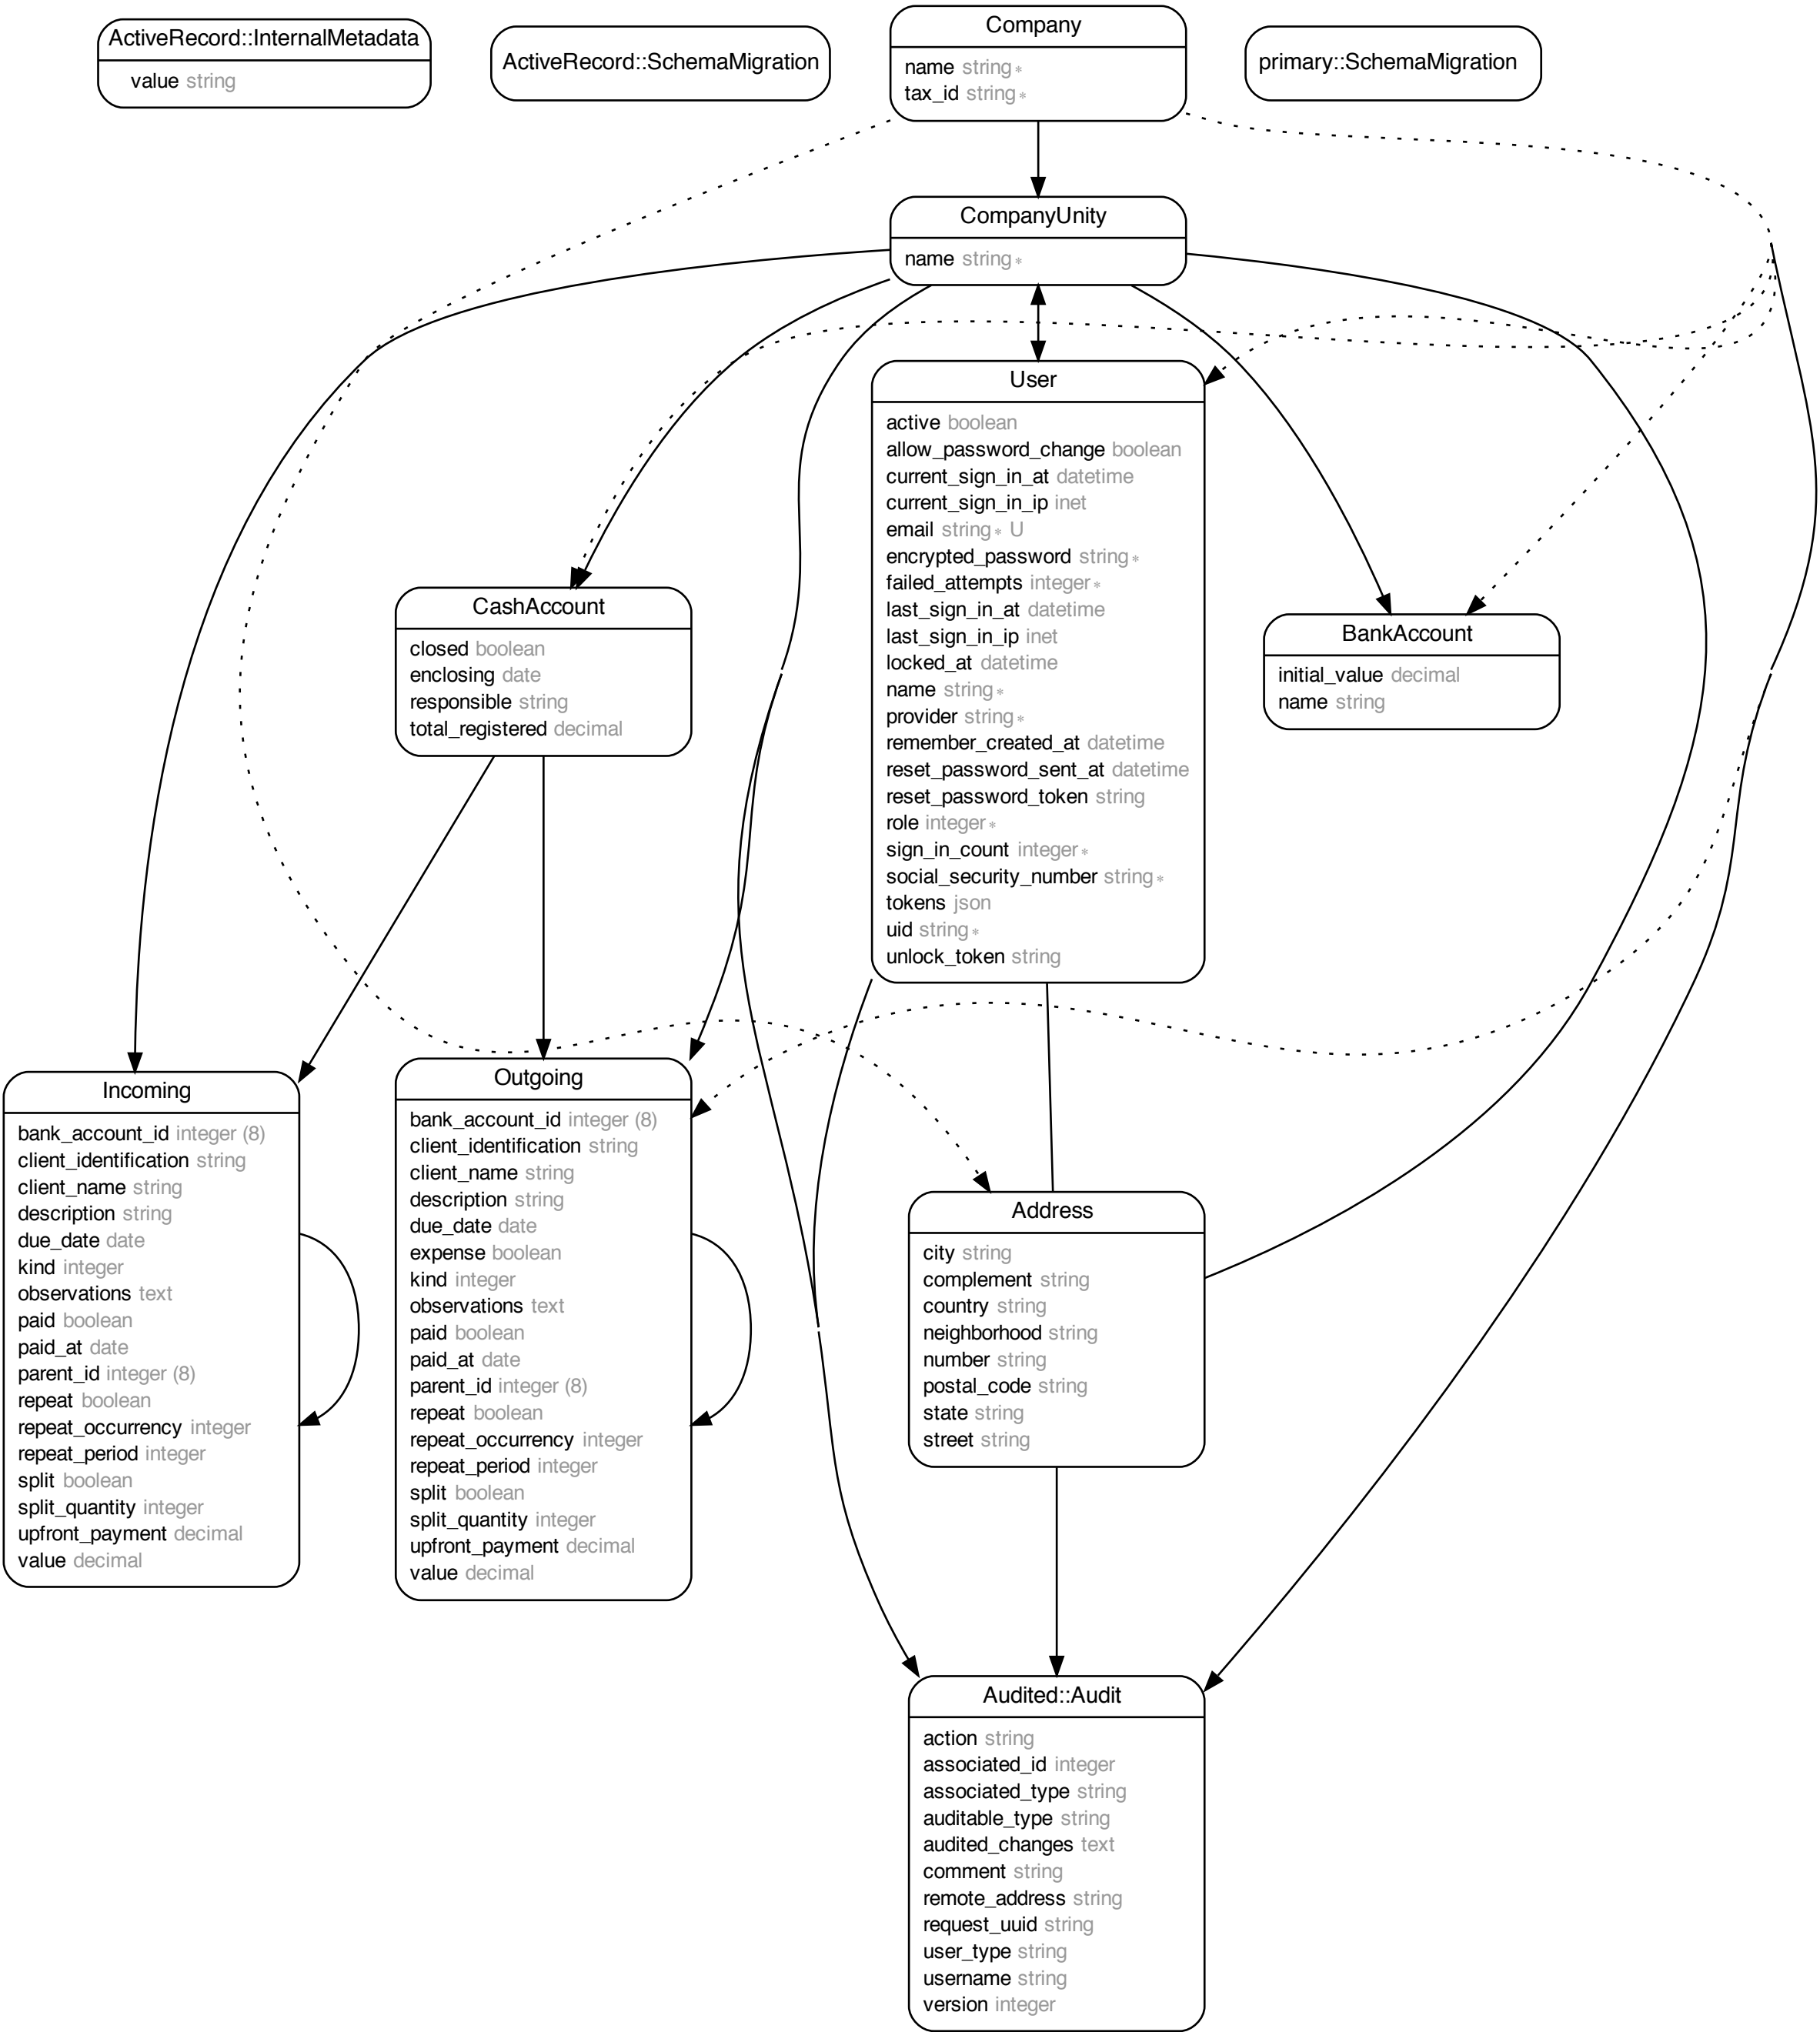 ActiveRecord::InternalMetadata
value string
ActiveRecord::SchemaMigration
Company
name string *
tax_id string *
primary::SchemaMigration
CompanyUnity
name string *
User
active boolean
allow_password_change boolean
current_sign_in_at datetime
current_sign_in_ip inet
email string * U
encrypted_password string *
failed_attempts integer *
last_sign_in_at datetime
last_sign_in_ip inet
locked_at datetime
name string *
provider string *
remember_created_at datetime
reset_password_sent_at datetime
reset_password_token string
role integer *
sign_in_count integer *
social_security_number string *
tokens json
uid string *
unlock_token string
CashAccount
closed boolean
enclosing date
responsible string
total_registered decimal
BankAccount
initial_value decimal
name string
Incoming
bank_account_id integer (8)
client_identification string
client_name string
description string
due_date date
kind integer
observations text
paid boolean
paid_at date
parent_id integer (8)
repeat boolean
repeat_occurrency integer
repeat_period integer
split boolean
split_quantity integer
upfront_payment decimal
value decimal
Outgoing
bank_account_id integer (8)
client_identification string
client_name string
description string
due_date date
expense boolean
kind integer
observations text
paid boolean
paid_at date
parent_id integer (8)
repeat boolean
repeat_occurrency integer
repeat_period integer
split boolean
split_quantity integer
upfront_payment decimal
value decimal
Address
city string
complement string
country string
neighborhood string
number string
postal_code string
state string
street string
Audited::Audit
action string
associated_id integer
associated_type string
auditable_type string
audited_changes text
comment string
remote_address string
request_uuid string
user_type string
username string
version integer